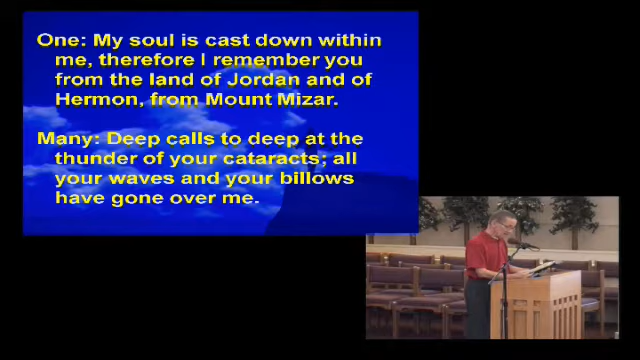 One: My soul is cast down within
me, therefore I remember you
from the land of Jordan and of
Hermon, from Mount Mizar.
Many: Deep calls to deep at the
thunder of your cataracts; all
your waves and your billows
have gone over me.